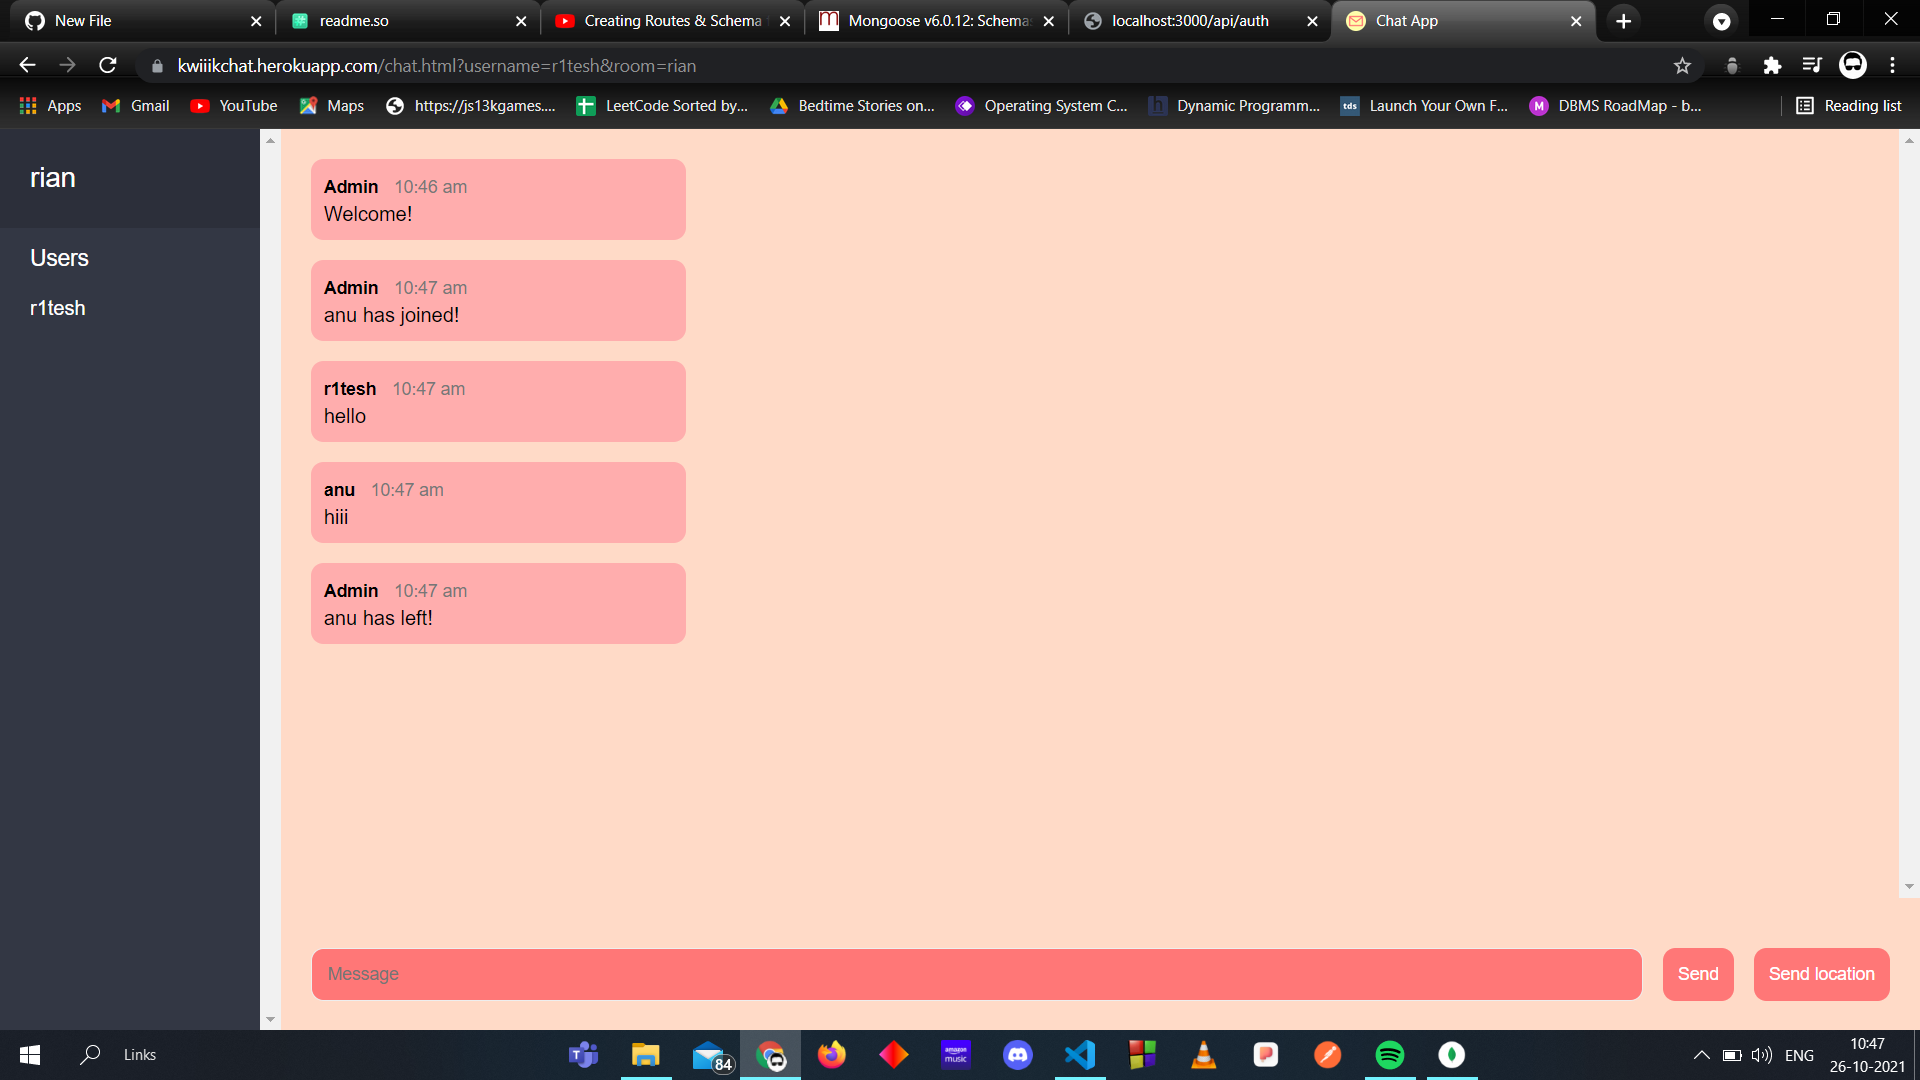 New File
readme.so
Creating Routes & Schema
Mongoose v6.0.12: Schemas
localhost:3000/api/auth
Chat App
kwiiikchat.herokuapp.com/chat.html?username=r1tesh&room=rian
Apps
Gmail
YouTube
Maps
https://js13kgames....
LeetCode Sorted by...
Bedtime Stories on...
Operating System C...
h
Dynamic Programm...
tds
Launch Your Own F...
M
DBMS RoadMap - b...
Reading list
rian
Users
r1tesh
Admin 10:46 am
Welcome!
Admin 10:47 am
anu has joined!
r1tesh 10:47 am
hello
anu 10:47 am
hiii
Admin 10:47 am
anu has left!
Message
Send
Send location
Links
84
amazon
music
ENG
10:47
26-10-2021